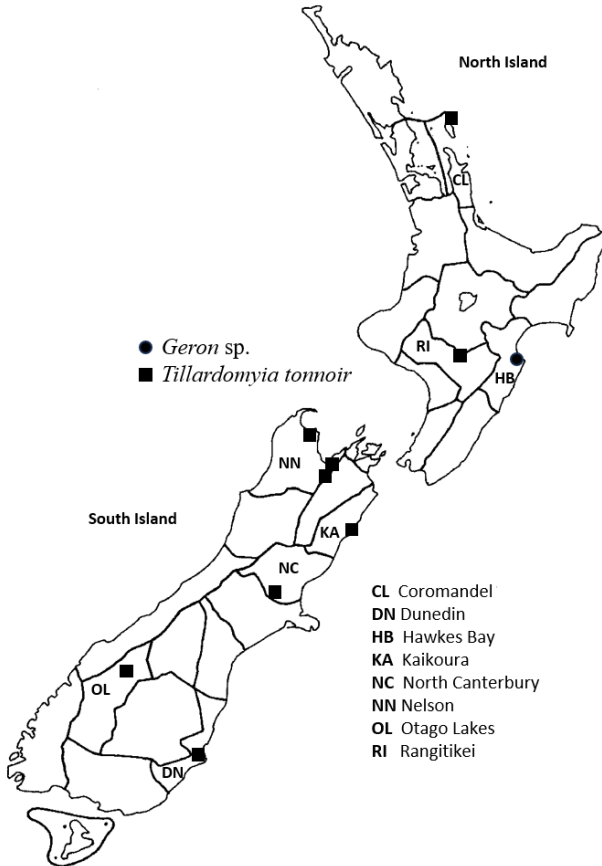 North Island
CL
RI
HB
Geron sp.
Tillardomyia tonnoir
NN
South Island
KA
NC
OL
DN
CL Coromandel
DN Dunedin
HB Hawkes Bay
KA Kaikoura
NC North Canterbury
NN Nelson
OL Otago Lakes
RI Rangitikei